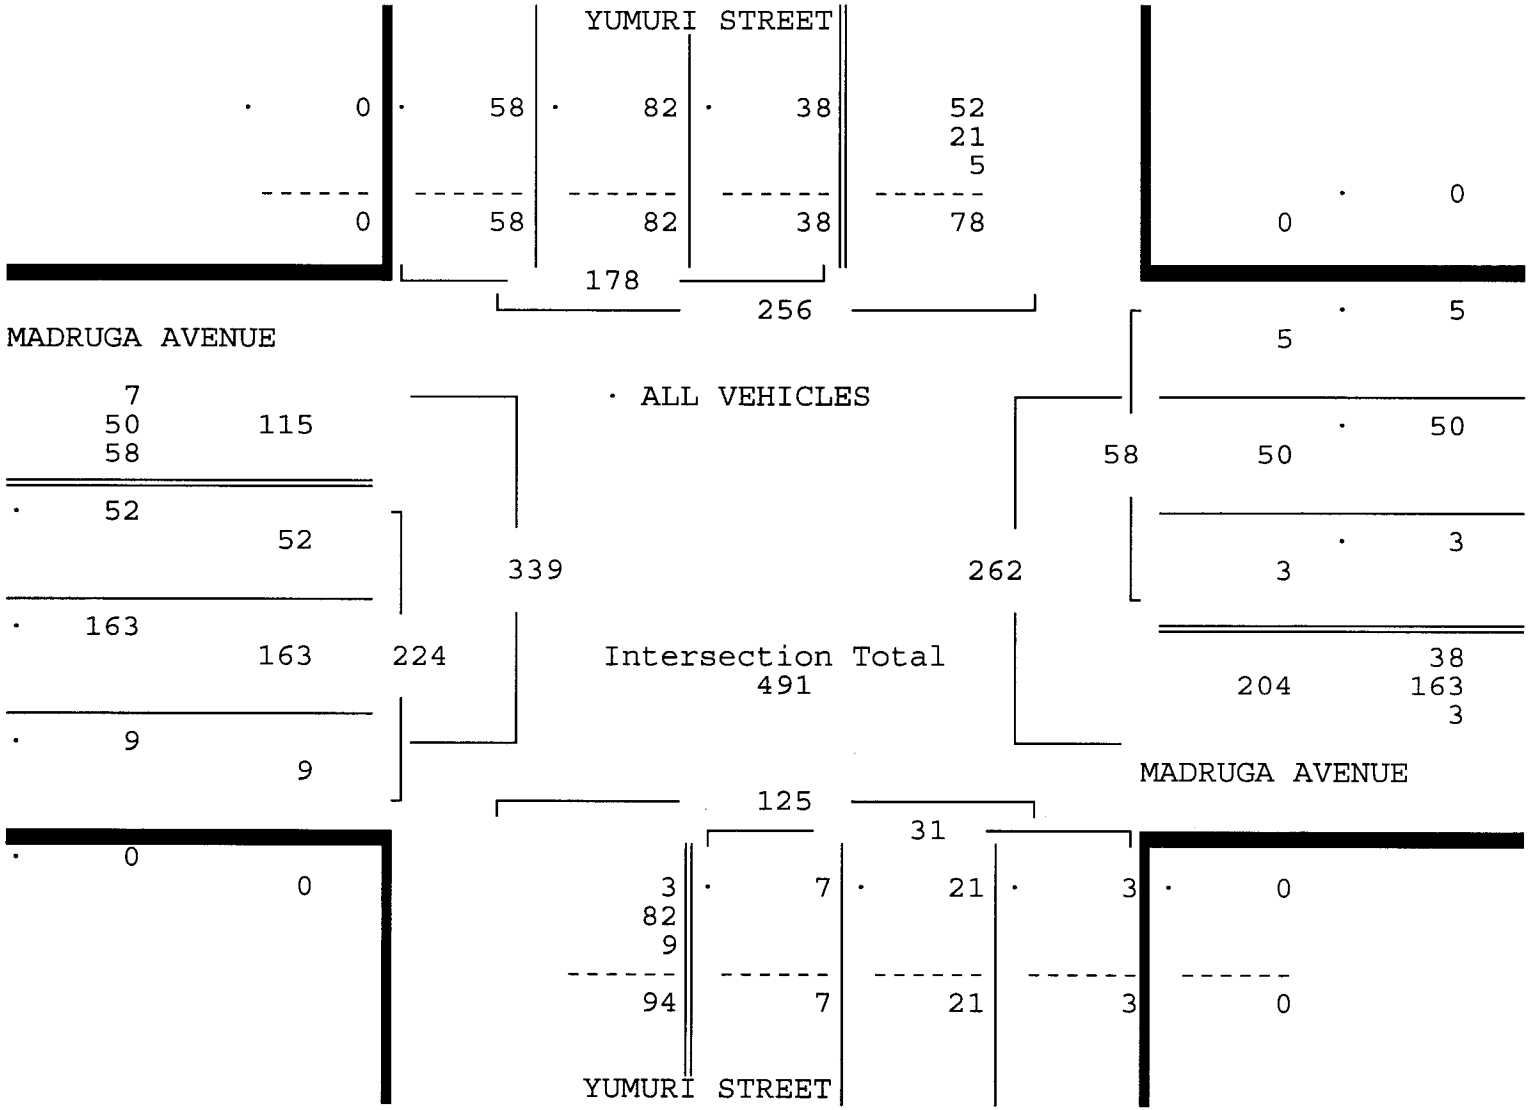 YUMURI STREET
· 0 · 58 · 82 · 38 52
21
5
------ ------ ------ ------ ------ · 0
0 58 82 38 78 0
178
256 · 5
MADRUGA AVENUE 5
7 · ALL VEHICLES
50 115 · 50
58 58 50
· 52
52 · 3
339 262 3
· 163
163 224 Intersection Total 38
491 204 163
3
· 9
9 MADRUGA AVENUE
125
31
· 0
0 3 · 7 · 21 · 3 · 0
82
9
------ ------ ------ ------ ------
94 7 21 3 0
YUMURI STREET